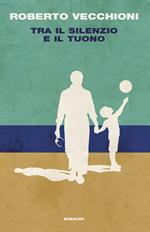 ROBERTO VECCHIONI
TRA IL SILENZIO
E IL TUONO
EINAUDI